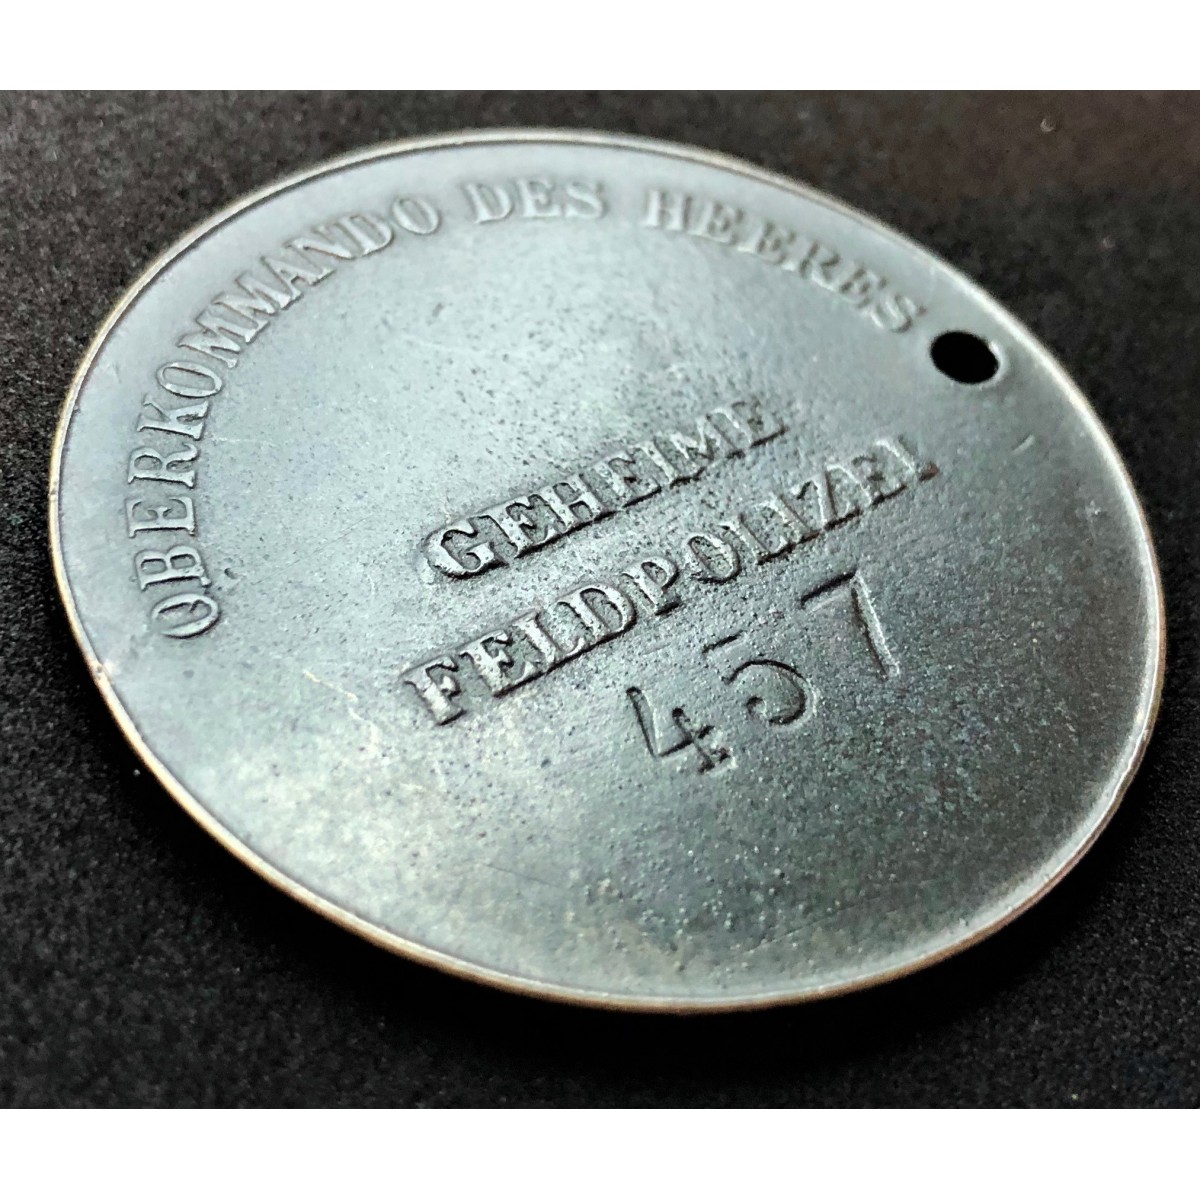 OBERKOMMANDO DES HEERES
GEHEIME
FELDPOLIZEI
457